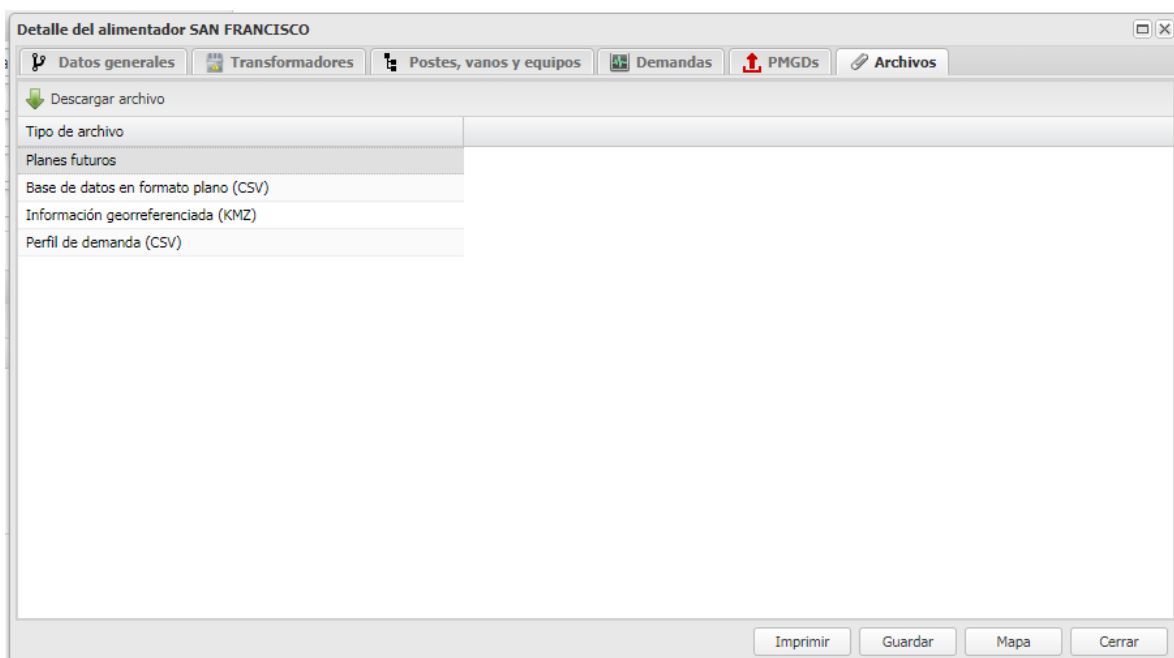 Detalle del alimentador SAN FRANCISCO
Datos generales Transformadores Postes, vanos y equipos Demandas PMGDs Archivos
Descargar archivo
Tipo de archivo
Planes futuros
Base de datos en formato plano (CSV)
Información georreferenciada (KMZ)
Perfil de demanda (CSV)
Imprimir Guardar Mapa Cerrar